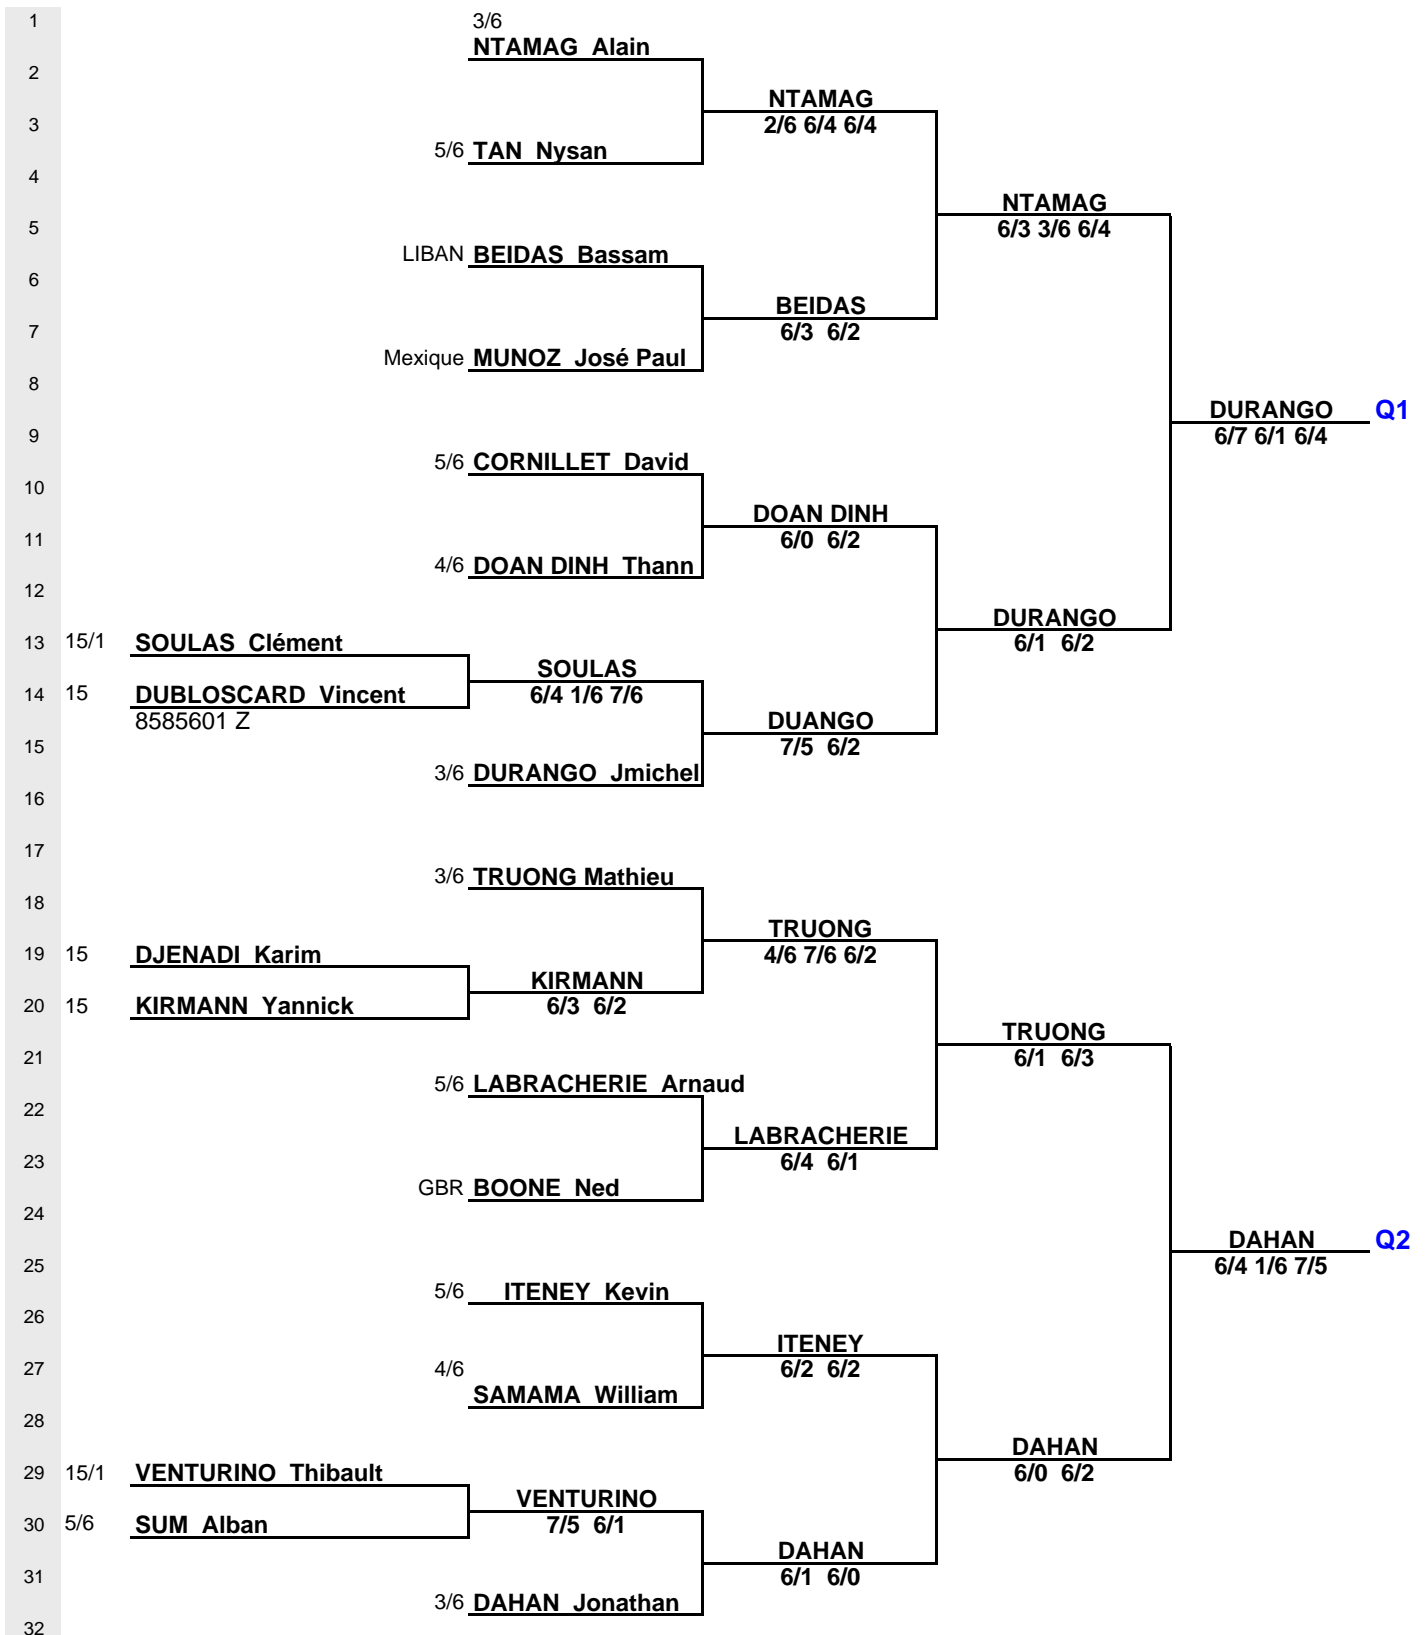 1 3/6
NTAMAG Alain
2
NTAMAG
3 2/6 6/4 6/4
5/6 TAN Nysan
4
NTAMAG
5 6/3 3/6 6/4
LIBAN BEIDAS Bassam
6
BEIDAS
7 6/3 6/2
Mexique MUNOZ José Paul
8
DURANGO Q1
9 6/7 6/1 6/4
5/6 CORNILLET David
10
DOAN DINH
11 6/0 6/2
4/6 DOAN DINH Thann
12
DURANGO
13 15/1 SOULAS Clément 6/1 6/2
SOULAS
14 15 DUBLOSCARD Vincent 6/4 1/6 7/6
8585601 Z DUANGO
15 7/5 6/2
3/6 DURANGO Jmichel
16
17
3/6 TRUONG Mathieu
18
TRUONG
19 15 DJENADI Karim 4/6 7/6 6/2
KIRMANN
20 15 KIRMANN Yannick 6/3 6/2
TRUONG
21 6/1 6/3
5/6 LABRACHERIE Arnaud
22
LABRACHERIE
23 6/4 6/1
GBR BOONE Ned
24
DAHAN Q2
25 6/4 1/6 7/5
5/6 ITENEY Kevin
26
ITENEY
27 4/6 6/2 6/2
SAMAMA William
28
DAHAN
29 15/1 VENTURINO Thibault 6/0 6/2
VENTURINO
30 5/6 SUM Alban 7/5 6/1
DAHAN
31 6/1 6/0
3/6 DAHAN Jonathan
32